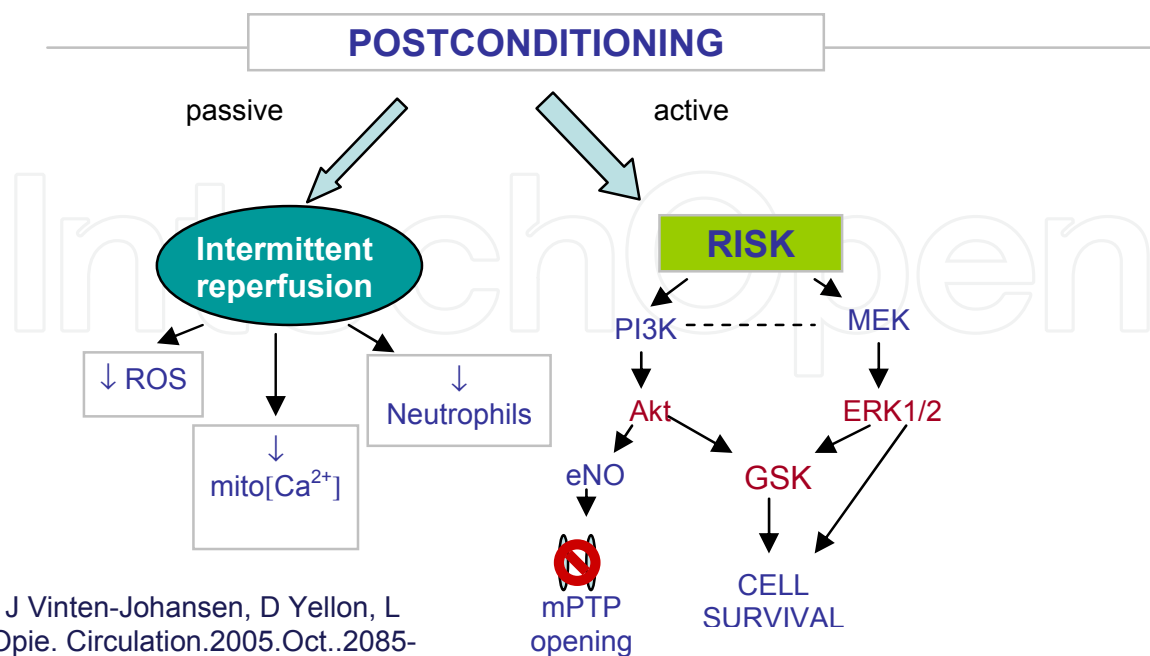 POSTCONDITIONING
passive
active
Intermittent
reperfusion
RISK
PI3K
MEK
↓ ROS
↓
Neutrophils
↓
mito[Ca²⁺]
Akt
ERK1/2
eNO
GSK
mPTP
opening
CELL
SURVIVAL
J Vinten-Johansen, D Yellon, L
Opie. Circulation.2005.Oct..2085-
IntechOpen